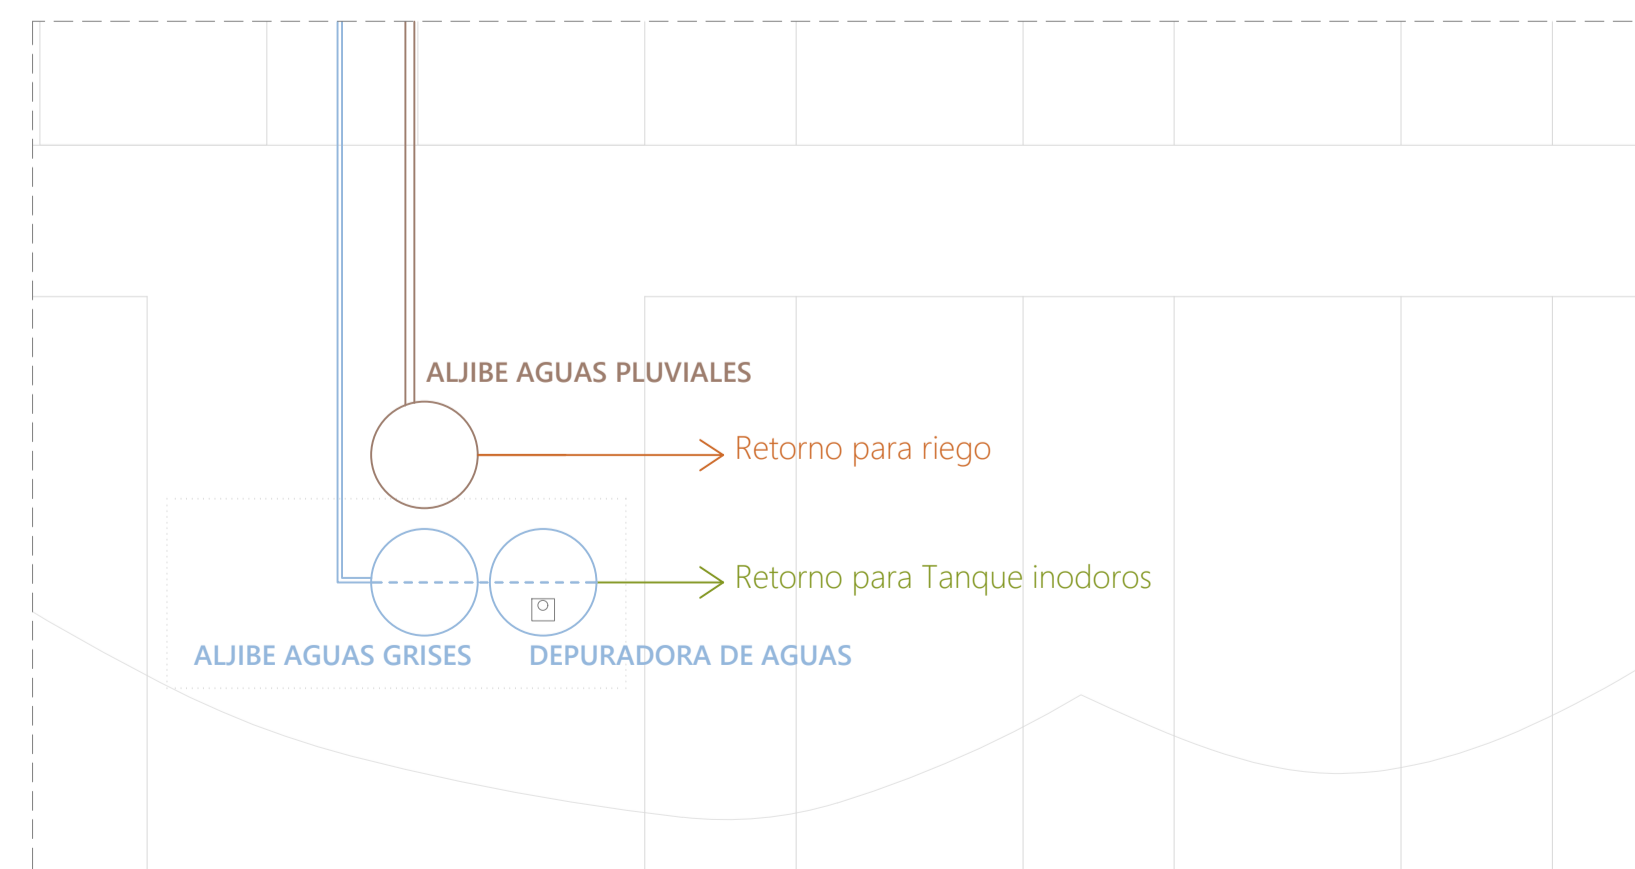 ALJIBE AGUAS PLUVIALES
Retorno para riego
Retorno para Tanque inodoros
ALJIBE AGUAS GRISES
DEPURADORA DE AGUAS